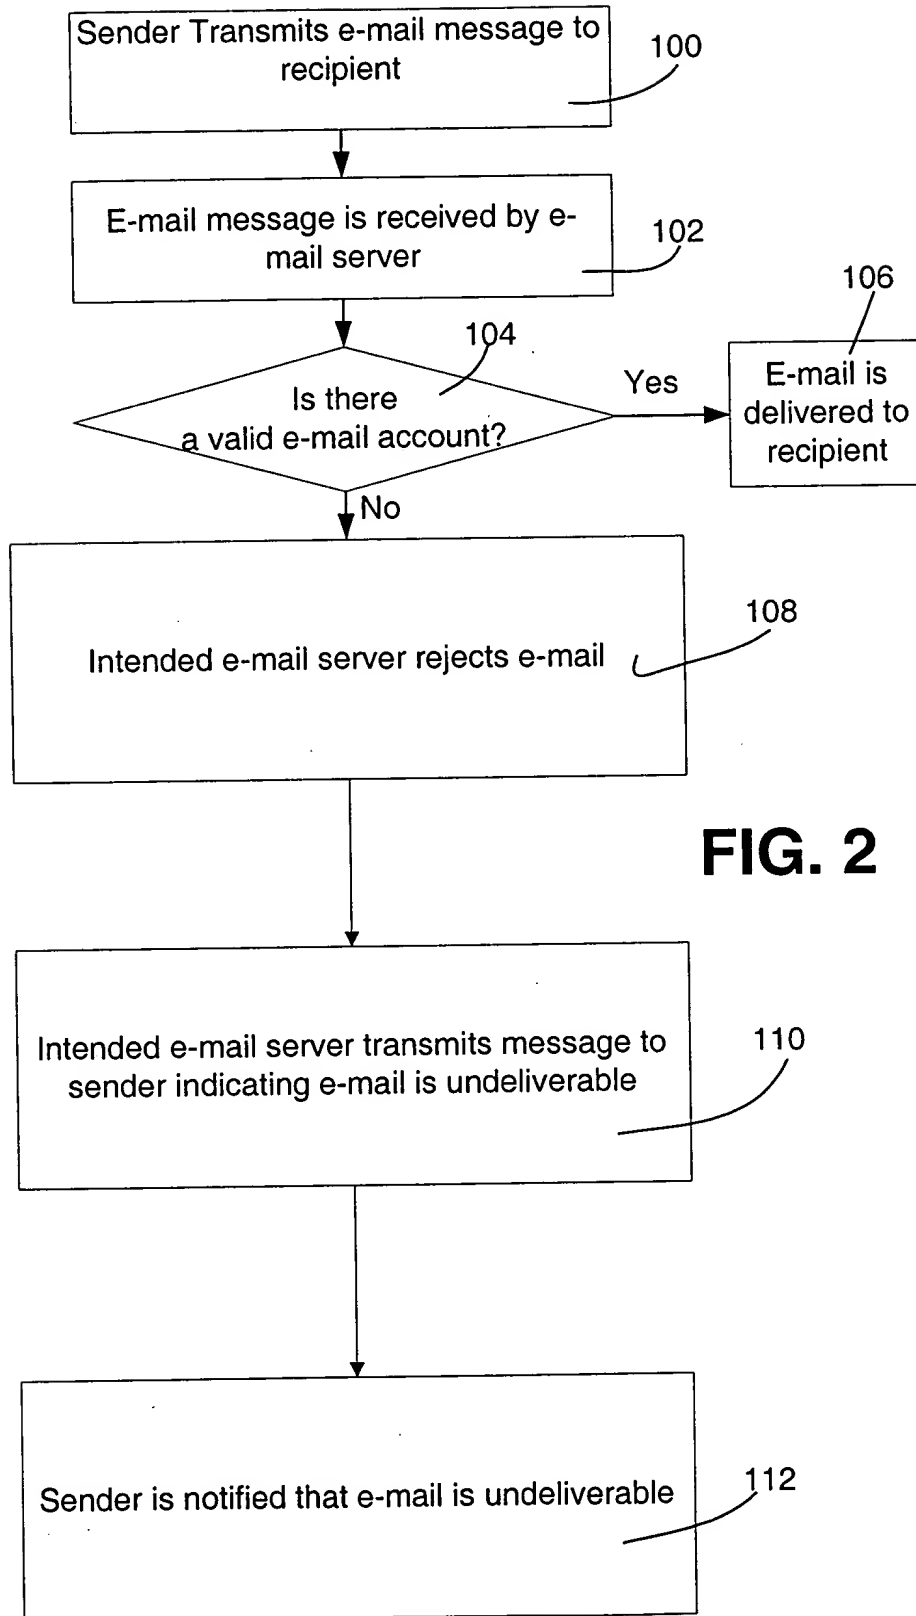 Sender Transmits e-mail message to
recipient
100
E-mail message is received by e-
mail server
102
106
104
Is there
a valid e-mail account?
Yes
E-mail is
delivered to
recipient
No
Intended e-mail server rejects e-mail
108
FIG. 2
Intended e-mail server transmits message to
sender indicating e-mail is undeliverable
110
Sender is notified that e-mail is undeliverable
112